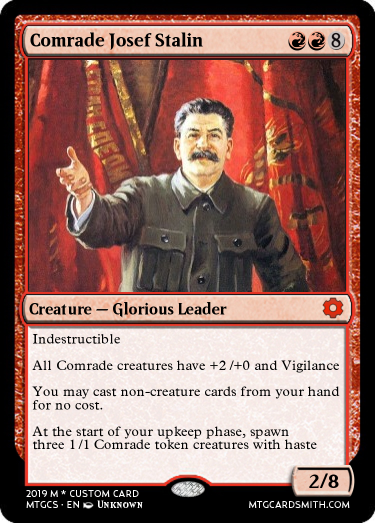 Comrade Josef Stalin 8
Creature — Glorious Leader
Indestructible
All Comrade creatures have +2 /+0 and Vigilance
You may cast non-creature cards from your hand
for no cost.
At the start of your upkeep phase, spawn
three 1/1 Comrade token creatures with haste
2/8
2019 M * CUSTOM CARD
MTGCS · EN Unknown
MTGCARDSMITH.COM